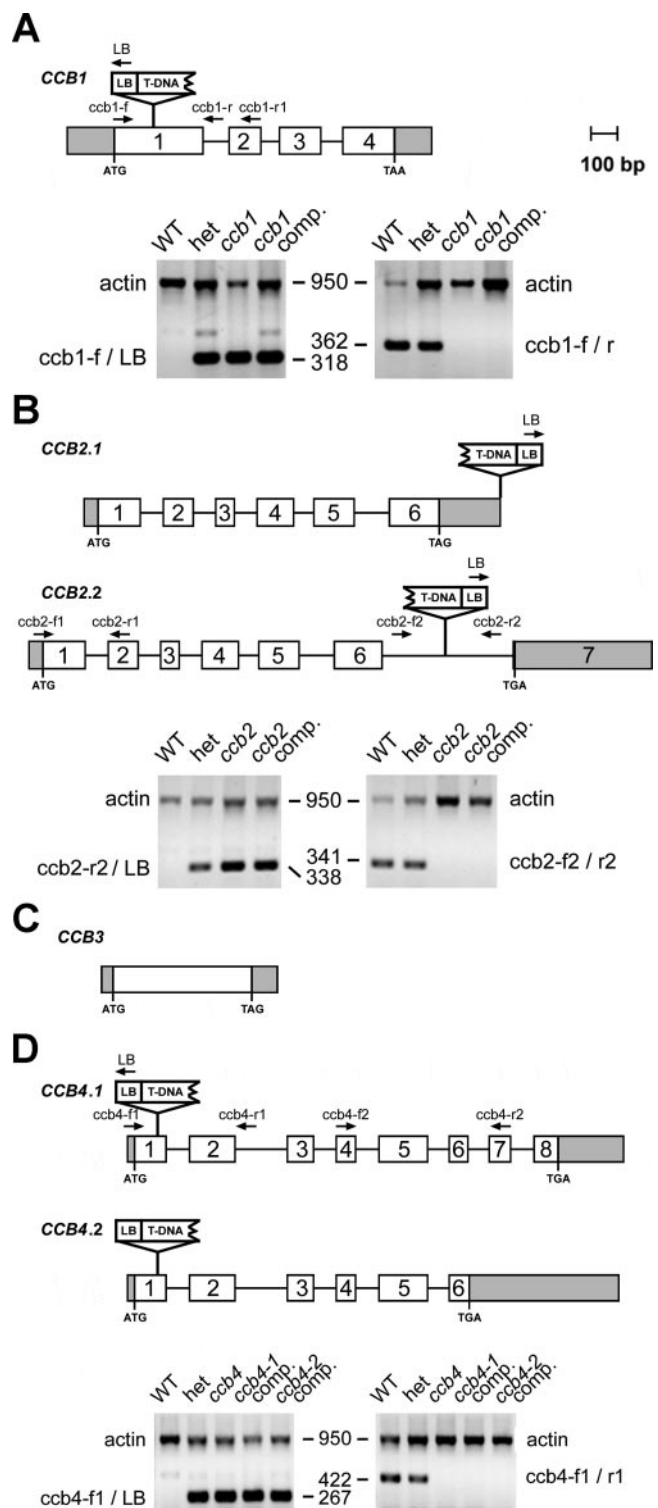 A
LB
CCB1
LB T-DNA
ccb1-f ccb1-r ccb1-r1
1 2 3 4
ATG TAA
100 bp
WT het ccb1 ccb1 comp. WT het ccb1 ccb1 comp.
actin – 950 – actin
362
ccb1-f / LB – 318 ccb1-f / r
B
LB
CCB2.1
T-DNA LB
1 2 3 4 5 6
ATG TAG
LB
CCB2.2
T-DNA LB
ccb2-f1 ccb2-r1 ccb2-f2 ccb2-r2
1 2 3 4 5 6 7
ATG TGA
WT het ccb2 ccb2 comp. WT het ccb2 ccb2 comp.
actin – 950 – actin
341
ccb2-r2 / LB 338 ccb2-f2 / r2
C
CCB3
ATG TAG
D
LB
CCB4.1
LB T-DNA
ccb4-f1 ccb4-r1 ccb4-f2 ccb4-r2
1 2 3 4 5 6 7 8
ATG TGA
CCB4.2
LB T-DNA
1 2 3 4 5 6
ATG TGA
WT het ccb4 ccb4-1 comp. ccb4-2 comp. WT het ccb4 ccb4-1 comp. ccb4-2 comp.
actin – 950 – actin
422 – ccb4-f1 / r1
ccb4-f1 / LB – 267